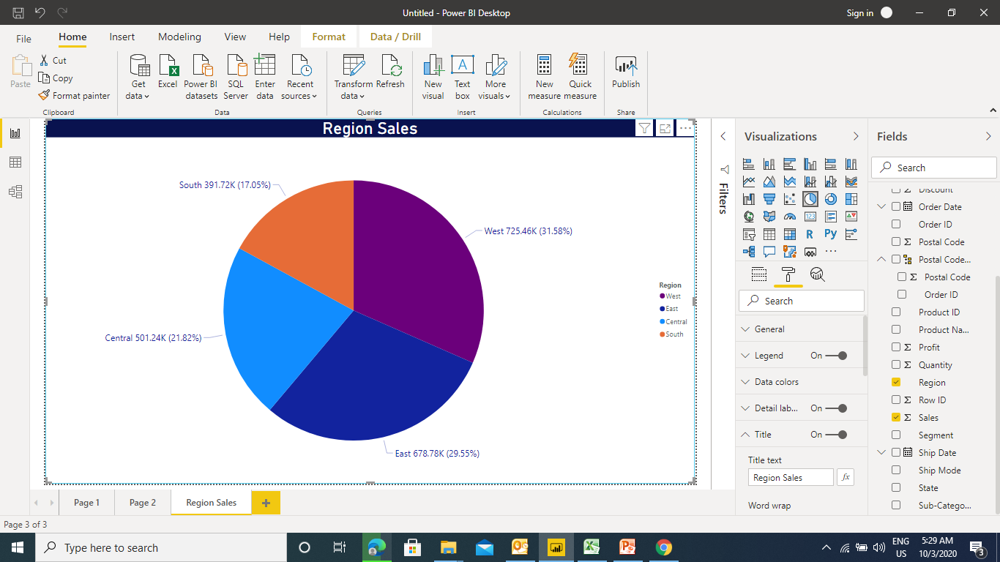 Untitled - Power BI Desktop
Sign in
File
Home
Insert
Modeling
View
Help
Format
Data / Drill
Paste
Cut
Copy
Format painter
Clipboard
Get data
Excel
Power BI datasets
SQL Server
Enter data
Recent sources
Data
Transform data
Refresh
Queries
New visual
Text box
More visuals
Insert
New measure
Quick measure
Calculations
Publish
Share
Region Sales
South 391.72K (17.05%)
West 725.46K (31.58%)
Central 501.24K (21.82%)
East 678.78K (29.55%)
Region
West
East
Central
South
Filters
Visualizations
R
Py
123
Search
General
Legend On
Data colors
Detail lab... On
Title On
Title text
Region Sales
fx
Word wrap
Fields
Search
Discount
Order Date
Order ID
Σ Postal Code
Postal Code...
Σ Postal Code
Order ID
Product ID
Product Na...
Σ Profit
Σ Quantity
Region
Σ Row ID
Σ Sales
Segment
Ship Date
Ship Mode
State
Sub-Catego...
Page 1
Page 2
Region Sales
+
Page 3 of 3
Type here to search
ENG
US
5:29 AM
10/3/2020
3